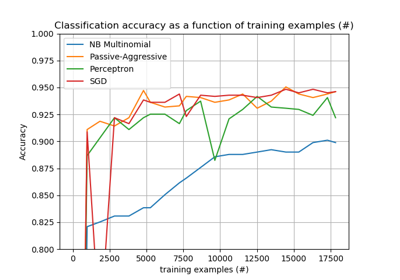 Classification accuracy as a function of training examples (#)
1.000
0.975
0.950
0.925
0.900
0.875
0.850
0.825
0.800
Accuracy
NB Multinomial
Passive-Aggressive
Perceptron
SGD
0 2500 5000 7500 10000 12500 15000 17500
training examples (#)